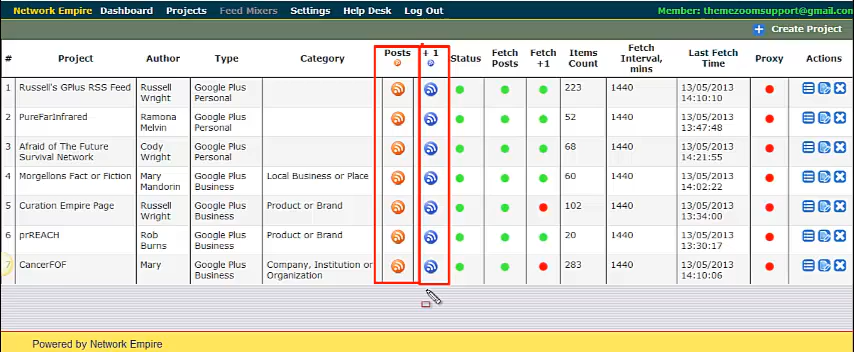 Network Empire Dashboard Projects Feed Mixers Settings Help Desk Log Out Member: themezoomsupport@gmail.com
Create Project
# Project Author Type Category Posts + 1 Status Fetch Posts Fetch +1 Items Count Fetch Interval, mins Last Fetch Time Proxy Actions
1 Russell's GPlus RSS Feed Russell Wright Google Plus Personal 223 1440 13/05/2013 14:10:10
2 PureFarInfrared Ramona Melvin Google Plus Personal 52 1440 13/05/2013 13:47:48
3 Afraid of The Future Survival Network Cody Wright Google Plus Personal 68 1440 13/05/2013 14:21:55
4 Morgellons Fact or Fiction Mary Mandorin Google Plus Business Local Business or Place 60 1440 13/05/2013 14:02:22
5 Curation Empire Page Russell Wright Google Plus Business Product or Brand 102 1440 13/05/2013 13:34:00
6 prREACH Rob Burns Google Plus Business Product or Brand 20 1440 13/05/2013 13:30:17
7 CancerFOF Mary Google Plus Business Company, Institution or Organization 283 1440 13/05/2013 14:10:06
Powered by Network Empire